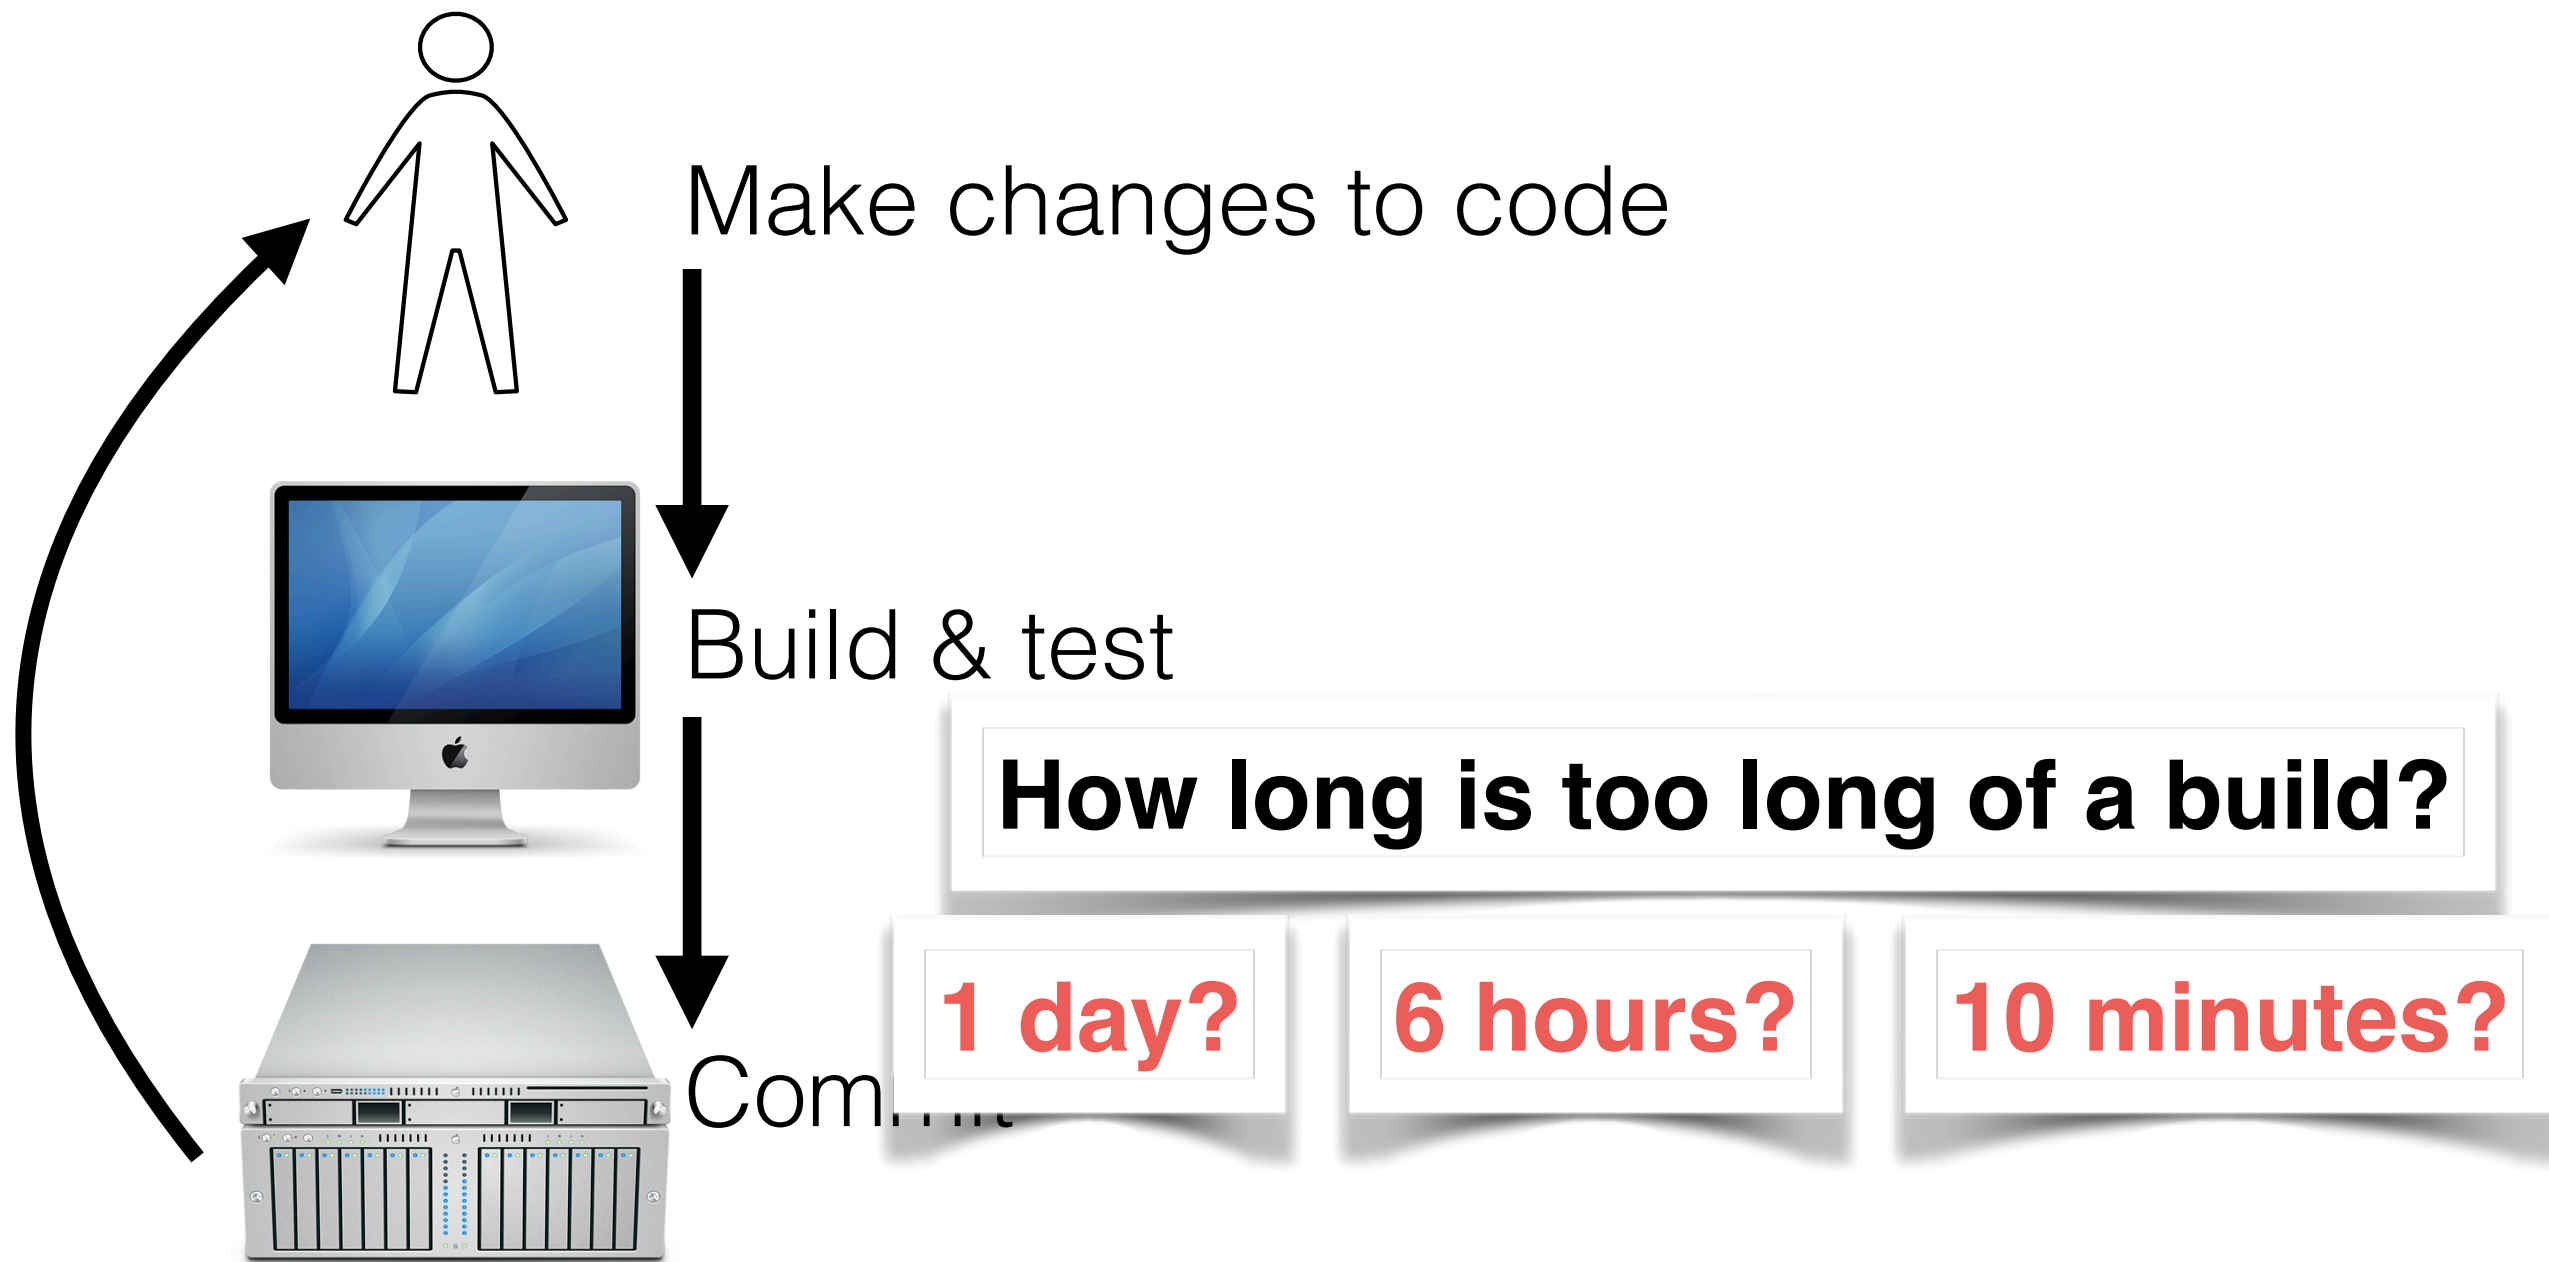 Make changes to code
Build & test
How long is too long of a build?
1 day?
6 hours?
10 minutes?
Commit